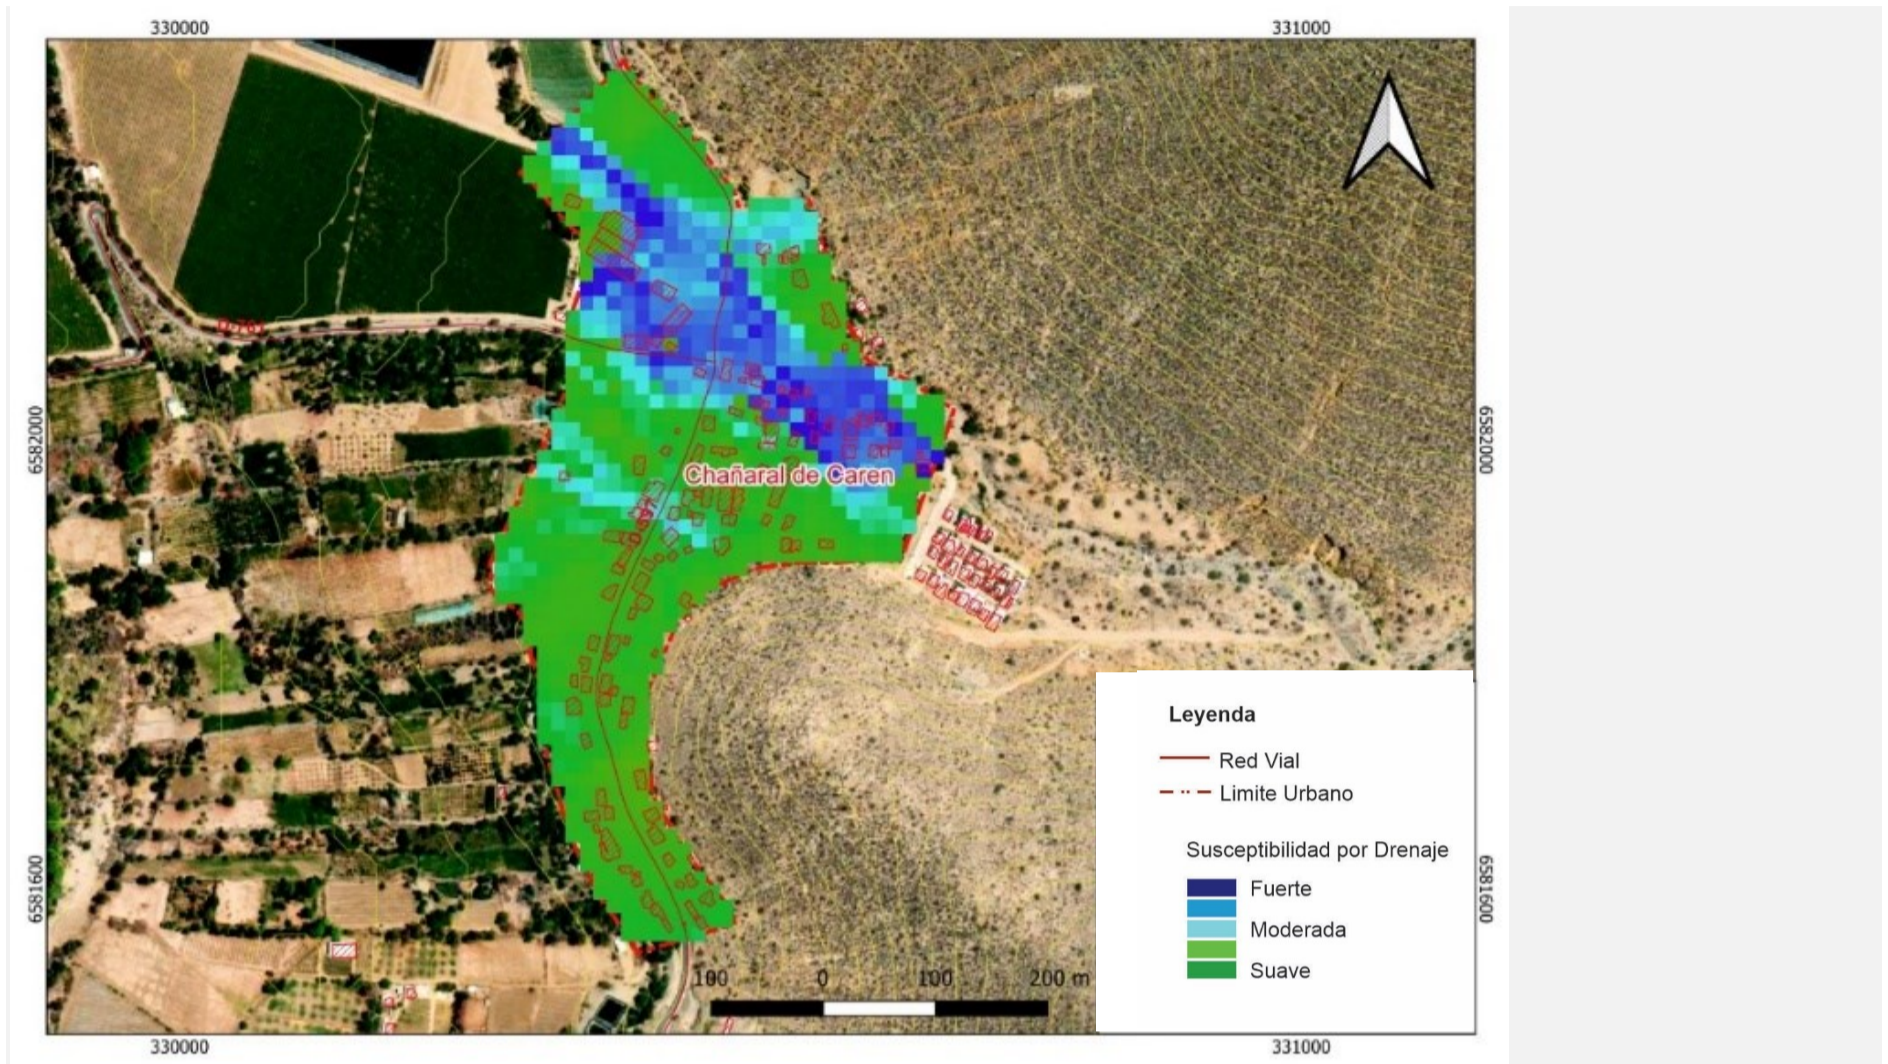 330000
331000
D-761
6582000
6582000
Chañaral de Caren
Leyenda
Red Vial
Limite Urbano
Susceptibilidad por Drenaje
Fuerte
Moderada
Suave
6581600
6581600
100 0 100 200 m
330000
331000